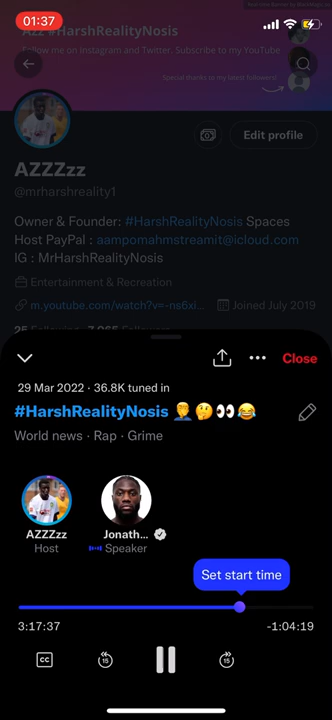 01:37
Azz #HarshRealityNosis
Follow me on Instagram and Twitter. Subscribe to my YouTube
Special thanks to my latest followers!
Edit profile
AZZZzz
@mrharshreality1
Owner & Founder: #HarshRealityNosis Spaces
Host PayPal : aampomahmstreamit@icloud.com
IG : MrHarshRealityNosis
Entertainment & Recreation
m.youtube.com/watch?v=-ns6xi... Joined July 2019
Close
29 Mar 2022 · 36.8K tuned in
#HarshRealityNosis 🤦‍♂️🤔👀😂
World news · Rap · Grime
AZZZzz Jonath...
Host Speaker
Set start time
3:17:37 -1:04:19
CC 15 15